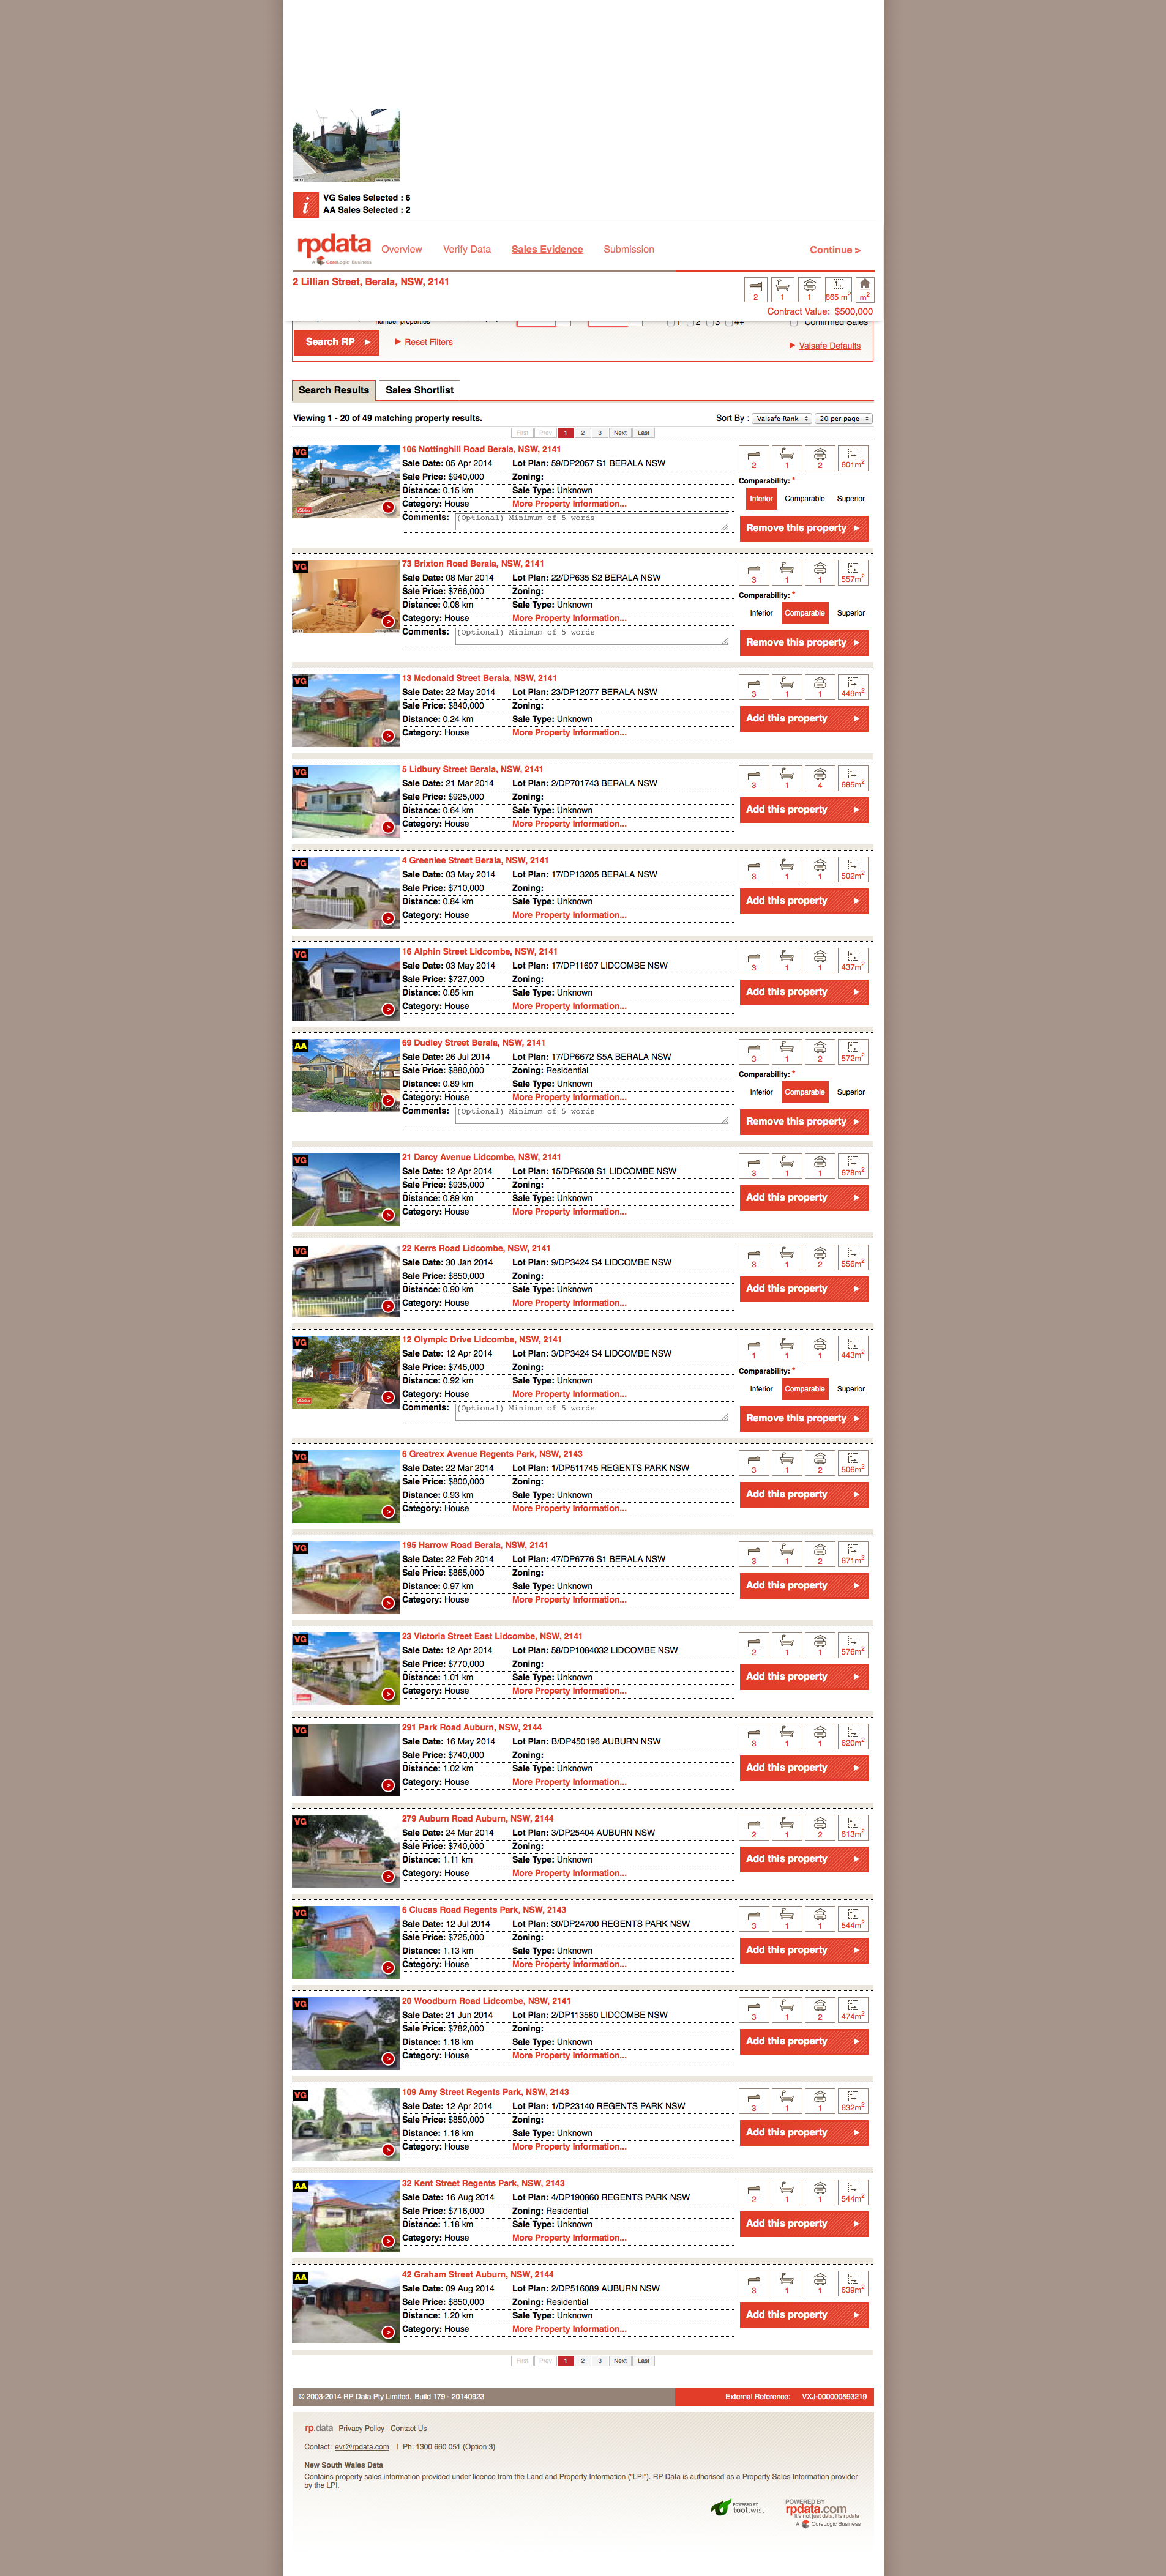 VG Sales Selected : 6
AA Sales Selected : 2
rpdata
A CoreLogic Business
Overview Verify Data Sales Evidence Submission Continue >
2 Lillian Street, Berala, NSW, 2141
2 1 1 665 m2 m2
Contract Value: $500,000
number properties 1 2 3 4+ Confirmed Sales
Search RP Reset Filters Valsafe Defaults
Search Results Sales Shortlist
Viewing 1 - 20 of 49 matching property results. Sort By : Valsafe Rank 20 per page
First Prev 1 2 3 Next Last
VG 106 Nottinghill Road Berala, NSW, 2141
Sale Date: 05 Apr 2014 Lot Plan: 59/DP2057 S1 BERALA NSW 2 1 2 601m2
Sale Price: $940,000 Zoning: Comparability: *
Distance: 0.15 km Sale Type: Unknown Inferior Comparable Superior
Category: House More Property Information...
Comments: (Optional) Minimum of 5 words Remove this property
VG 73 Brixton Road Berala, NSW, 2141
Sale Date: 08 Mar 2014 Lot Plan: 22/DP635 S2 BERALA NSW 3 1 1 557m2
Sale Price: $766,000 Zoning: Comparability: *
Distance: 0.08 km Sale Type: Unknown Inferior Comparable Superior
Category: House More Property Information...
Comments: (Optional) Minimum of 5 words Remove this property
VG 13 Mcdonald Street Berala, NSW, 2141
Sale Date: 22 May 2014 Lot Plan: 23/DP12077 BERALA NSW 3 1 1 449m2
Sale Price: $840,000 Zoning:
Distance: 0.24 km Sale Type: Unknown Add this property
Category: House More Property Information...
VG 5 Lidbury Street Berala, NSW, 2141
Sale Date: 21 Mar 2014 Lot Plan: 2/DP701743 BERALA NSW 3 1 4 685m2
Sale Price: $925,000 Zoning:
Distance: 0.64 km Sale Type: Unknown Add this property
Category: House More Property Information...
VG 4 Greenlee Street Berala, NSW, 2141
Sale Date: 03 May 2014 Lot Plan: 17/DP13205 BERALA NSW 3 1 1 502m2
Sale Price: $710,000 Zoning:
Distance: 0.84 km Sale Type: Unknown Add this property
Category: House More Property Information...
VG 16 Alphin Street Lidcombe, NSW, 2141
Sale Date: 03 May 2014 Lot Plan: 17/DP11607 LIDCOMBE NSW 3 1 1 437m2
Sale Price: $727,000 Zoning:
Distance: 0.85 km Sale Type: Unknown Add this property
Category: House More Property Information...
AA 69 Dudley Street Berala, NSW, 2141
Sale Date: 26 Jul 2014 Lot Plan: 17/DP6672 S5A BERALA NSW 3 1 2 572m2
Sale Price: $880,000 Zoning: Residential Comparability: *
Distance: 0.89 km Sale Type: Unknown Inferior Comparable Superior
Category: House More Property Information...
Comments: (Optional) Minimum of 5 words Remove this property
VG 21 Darcy Avenue Lidcombe, NSW, 2141
Sale Date: 12 Apr 2014 Lot Plan: 15/DP6508 S1 LIDCOMBE NSW 3 1 1 678m2
Sale Price: $935,000 Zoning:
Distance: 0.89 km Sale Type: Unknown Add this property
Category: House More Property Information...
VG 22 Kerrs Road Lidcombe, NSW, 2141
Sale Date: 30 Jan 2014 Lot Plan: 9/DP3424 S4 LIDCOMBE NSW 3 1 2 556m2
Sale Price: $850,000 Zoning:
Distance: 0.90 km Sale Type: Unknown Add this property
Category: House More Property Information...
VG 12 Olympic Drive Lidcombe, NSW, 2141
Sale Date: 12 Apr 2014 Lot Plan: 3/DP3424 S4 LIDCOMBE NSW 1 1 1 443m2
Sale Price: $745,000 Zoning: Comparability: *
Distance: 0.92 km Sale Type: Unknown Inferior Comparable Superior
Category: House More Property Information...
Comments: (Optional) Minimum of 5 words Remove this property
VG 6 Greatrex Avenue Regents Park, NSW, 2143
Sale Date: 22 Mar 2014 Lot Plan: 1/DP511745 REGENTS PARK NSW 3 1 2 506m2
Sale Price: $800,000 Zoning:
Distance: 0.93 km Sale Type: Unknown Add this property
Category: House More Property Information...
VG 195 Harrow Road Berala, NSW, 2141
Sale Date: 22 Feb 2014 Lot Plan: 47/DP6776 S1 BERALA NSW 3 1 2 671m2
Sale Price: $865,000 Zoning:
Distance: 0.97 km Sale Type: Unknown Add this property
Category: House More Property Information...
VG 23 Victoria Street East Lidcombe, NSW, 2141
Sale Date: 12 Apr 2014 Lot Plan: 58/DP1084032 LIDCOMBE NSW 2 1 1 576m2
Sale Price: $770,000 Zoning:
Distance: 1.01 km Sale Type: Unknown Add this property
Category: House More Property Information...
VG 291 Park Road Auburn, NSW, 2144
Sale Date: 16 May 2014 Lot Plan: B/DP450196 AUBURN NSW 3 1 1 620m2
Sale Price: $740,000 Zoning:
Distance: 1.02 km Sale Type: Unknown Add this property
Category: House More Property Information...
VG 279 Auburn Road Auburn, NSW, 2144
Sale Date: 24 Mar 2014 Lot Plan: 3/DP25404 AUBURN NSW 2 1 2 613m2
Sale Price: $740,000 Zoning:
Distance: 1.11 km Sale Type: Unknown Add this property
Category: House More Property Information...
VG 6 Clucas Road Regents Park, NSW, 2143
Sale Date: 12 Jul 2014 Lot Plan: 30/DP24700 REGENTS PARK NSW 3 1 1 544m2
Sale Price: $725,000 Zoning:
Distance: 1.13 km Sale Type: Unknown Add this property
Category: House More Property Information...
VG 20 Woodburn Road Lidcombe, NSW, 2141
Sale Date: 21 Jun 2014 Lot Plan: 2/DP113580 LIDCOMBE NSW 3 1 2 474m2
Sale Price: $782,000 Zoning:
Distance: 1.18 km Sale Type: Unknown Add this property
Category: House More Property Information...
VG 109 Amy Street Regents Park, NSW, 2143
Sale Date: 12 Apr 2014 Lot Plan: 1/DP23140 REGENTS PARK NSW 3 1 1 632m2
Sale Price: $850,000 Zoning:
Distance: 1.18 km Sale Type: Unknown Add this property
Category: House More Property Information...
AA 32 Kent Street Regents Park, NSW, 2143
Sale Date: 16 Aug 2014 Lot Plan: 4/DP190860 REGENTS PARK NSW 2 1 1 544m2
Sale Price: $716,000 Zoning: Residential
Distance: 1.18 km Sale Type: Unknown Add this property
Category: House More Property Information...
AA 42 Graham Street Auburn, NSW, 2144
Sale Date: 09 Aug 2014 Lot Plan: 2/DP516089 AUBURN NSW 3 1 1 639m2
Sale Price: $850,000 Zoning: Residential
Distance: 1.20 km Sale Type: Unknown Add this property
Category: House More Property Information...
First Prev 1 2 3 Next Last
© 2003-2014 RP Data Pty Limited. Build 179 - 20140923 External Reference: VXJ-000000593219
rp.data Privacy Policy Contact Us
Contact: evr@rpdata.com | Ph: 1300 660 051 (Option 3)
New South Wales Data
Contains property sales information provided under licence from the Land and Property Information ("LPI"). RP Data is authorised as a Property Sales Information provider
by the LPI.
POWERED BY tooltwist
POWERED BY
rpdata.com
it's not just data, it's rpdata
A CoreLogic Business